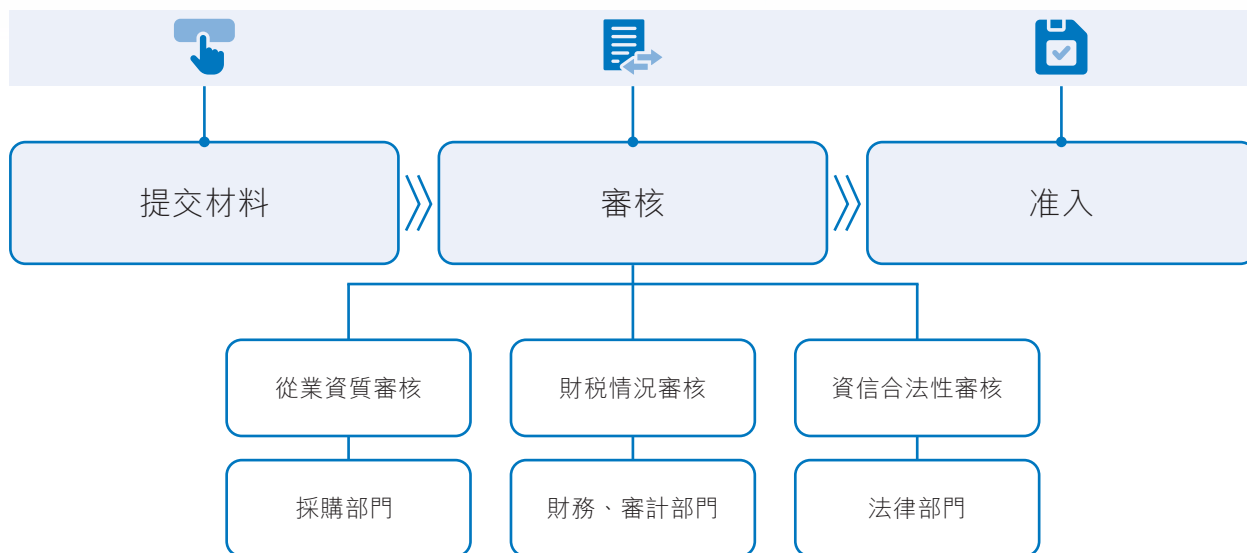 提交材料
審核
准入
從業資質審核
財税情況審核
資信合法性審核
採購部門
財務、審計部門
法律部門